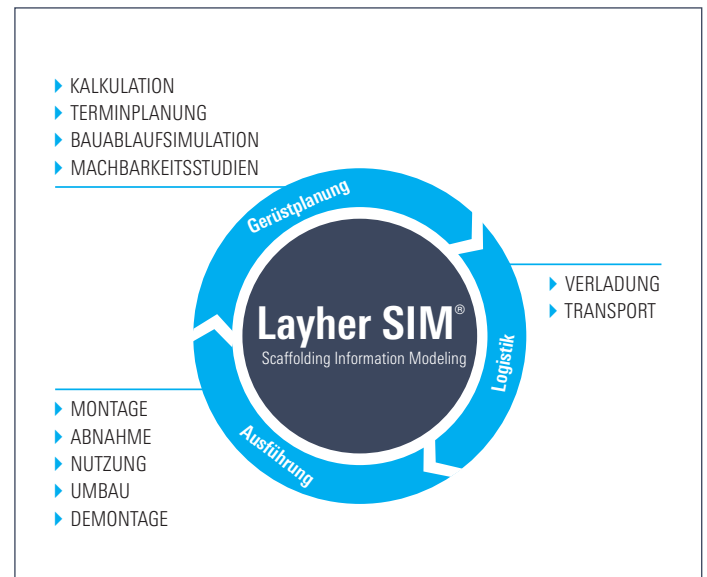 KALKULATION
TERMINPLANUNG
BAUABLAUFSIMULATION
MACHBARKEITSSTUDIEN
Gerüstplanung
VERLADUNG
TRANSPORT
Layher SIM®
Scaffolding Information Modeling
Logistik
MONTAGE
ABNAHME
NUTZUNG
UMBAU
DEMONTAGE
Ausführung